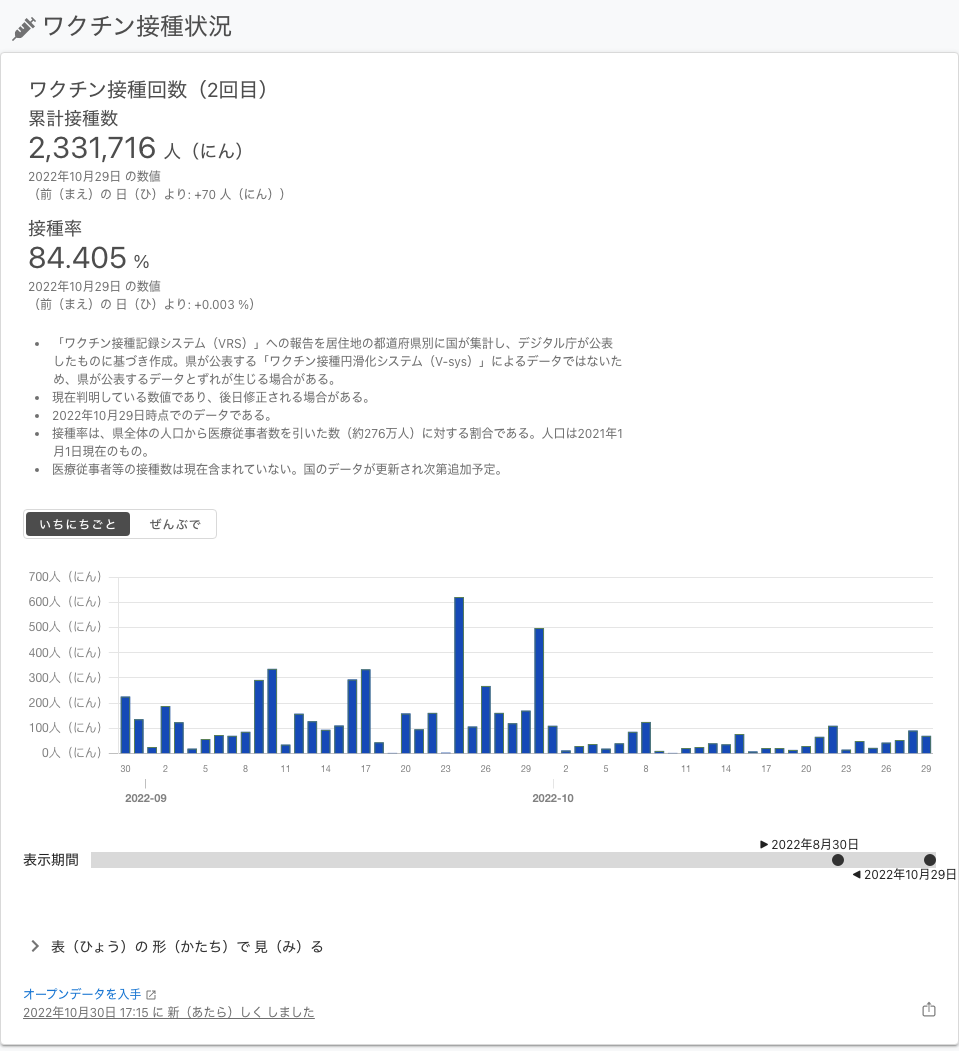 ワクチン接種状況
ワクチン接種回数（2回目）
累計接種数
2,331,716 人（にん）
2022年10月29日 の数値
（前（まえ）の 日（ひ）より: +70 人（にん））
接種率
84.405 %
2022年10月29日 の数値
（前（まえ）の 日（ひ）より: +0.003 %）
• 「ワクチン接種記録システム（VRS）」への報告を居住地の都道府県別に国が集計し、デジタル庁が公表
したものに基づき作成。県が公表する「ワクチン接種円滑化システム（V-sys）」によるデータではないた
め、県が公表するデータとずれが生じる場合がある。
• 現在判明している数値であり、後日修正される場合がある。
• 2022年10月29日時点でのデータである。
• 接種率は、県全体の人口から医療従事者数を引いた数（約276万人）に対する割合である。人口は2021年1
月1日現在のもの。
• 医療従事者等の接種数は現在含まれていない。国のデータが更新され次第追加予定。
いちにちごと ぜんぶで
700人（にん）
600人（にん）
500人（にん）
400人（にん）
300人（にん）
200人（にん）
100人（にん）
0人（にん）
30 2 5 8 11 14 17 20 23 26 29 2 5 8 11 14 17 20 23 26 29
2022-09 2022-10
▶ 2022年8月30日
表示期間
◀ 2022年10月29日
表（ひょう）の 形（かたち）で 見（み）る
オープンデータを入手
2022年10月30日 17:15 に 新（あたら）しく しました